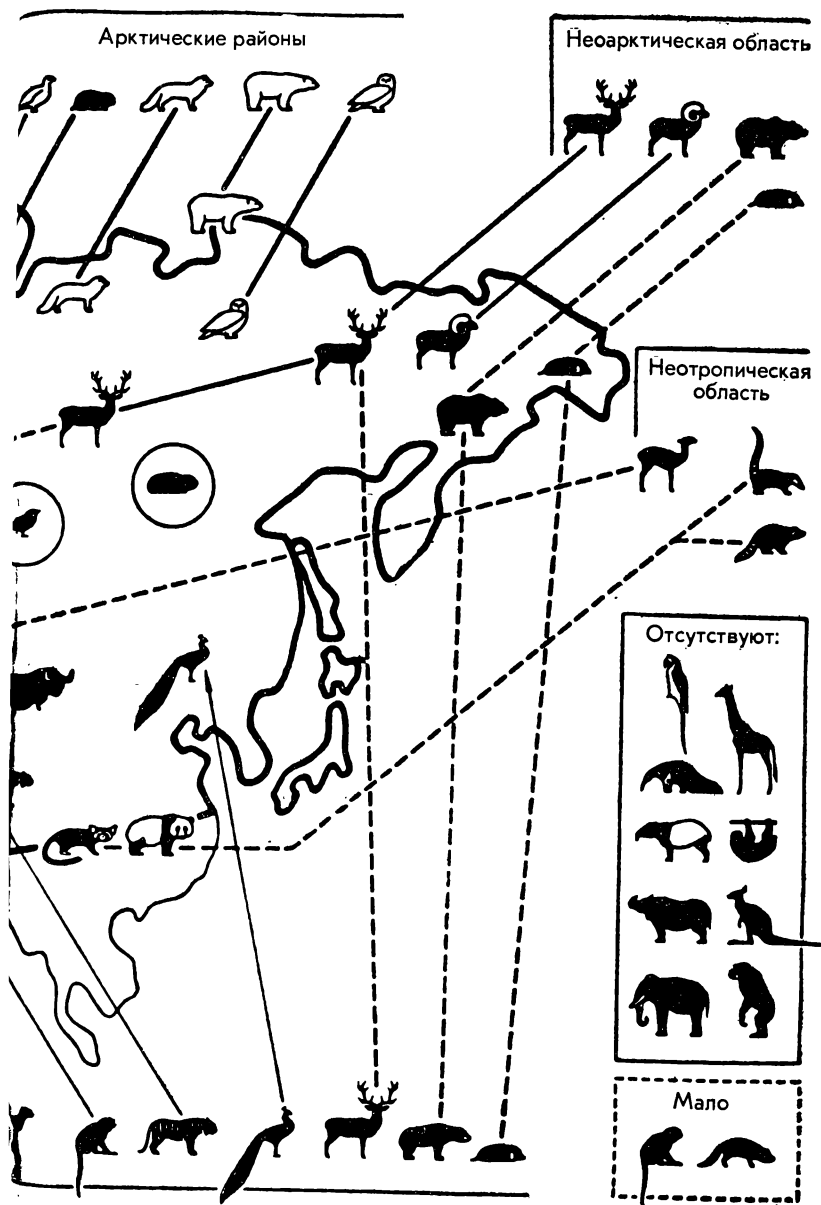 Арктические районы
Неоарктическая область
Неотропическая
область
Отсутствуют:
Мало